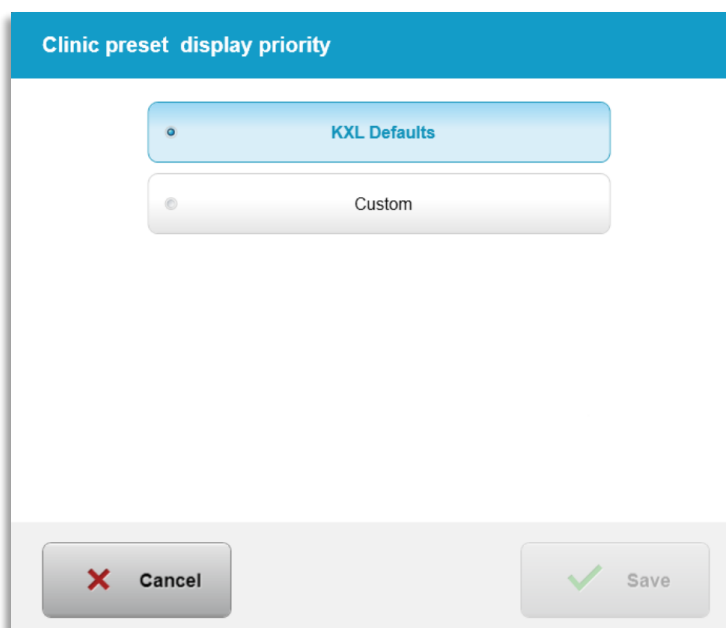 Clinic preset  display priority
KXL Defaults
Custom
Cancel
Save